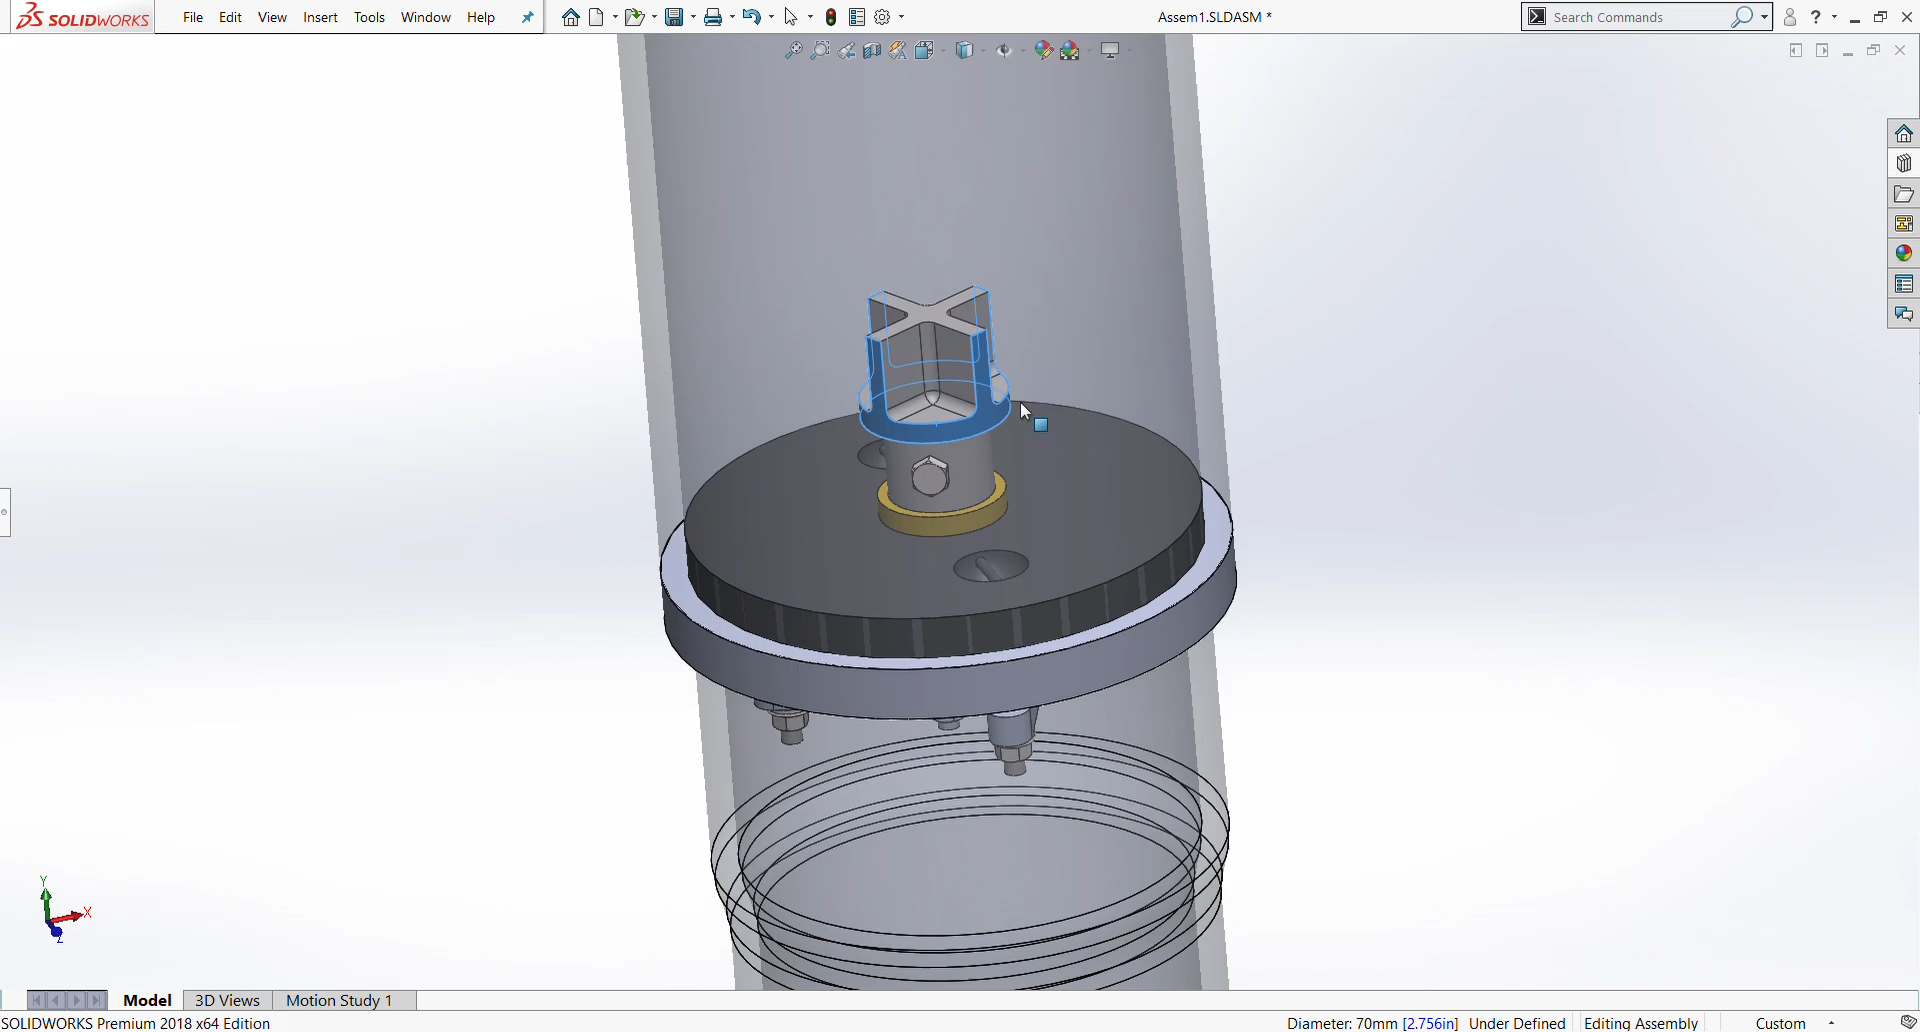 SOLIDWORKS File Edit View Insert Tools Window Help Assem1.SLDASM * Search Commands ?
Y
X
Z
Model 3D Views Motion Study 1
SOLIDWORKS Premium 2018 x64 Edition Diameter: 70mm [2.756in] Under Defined Editing Assembly Custom